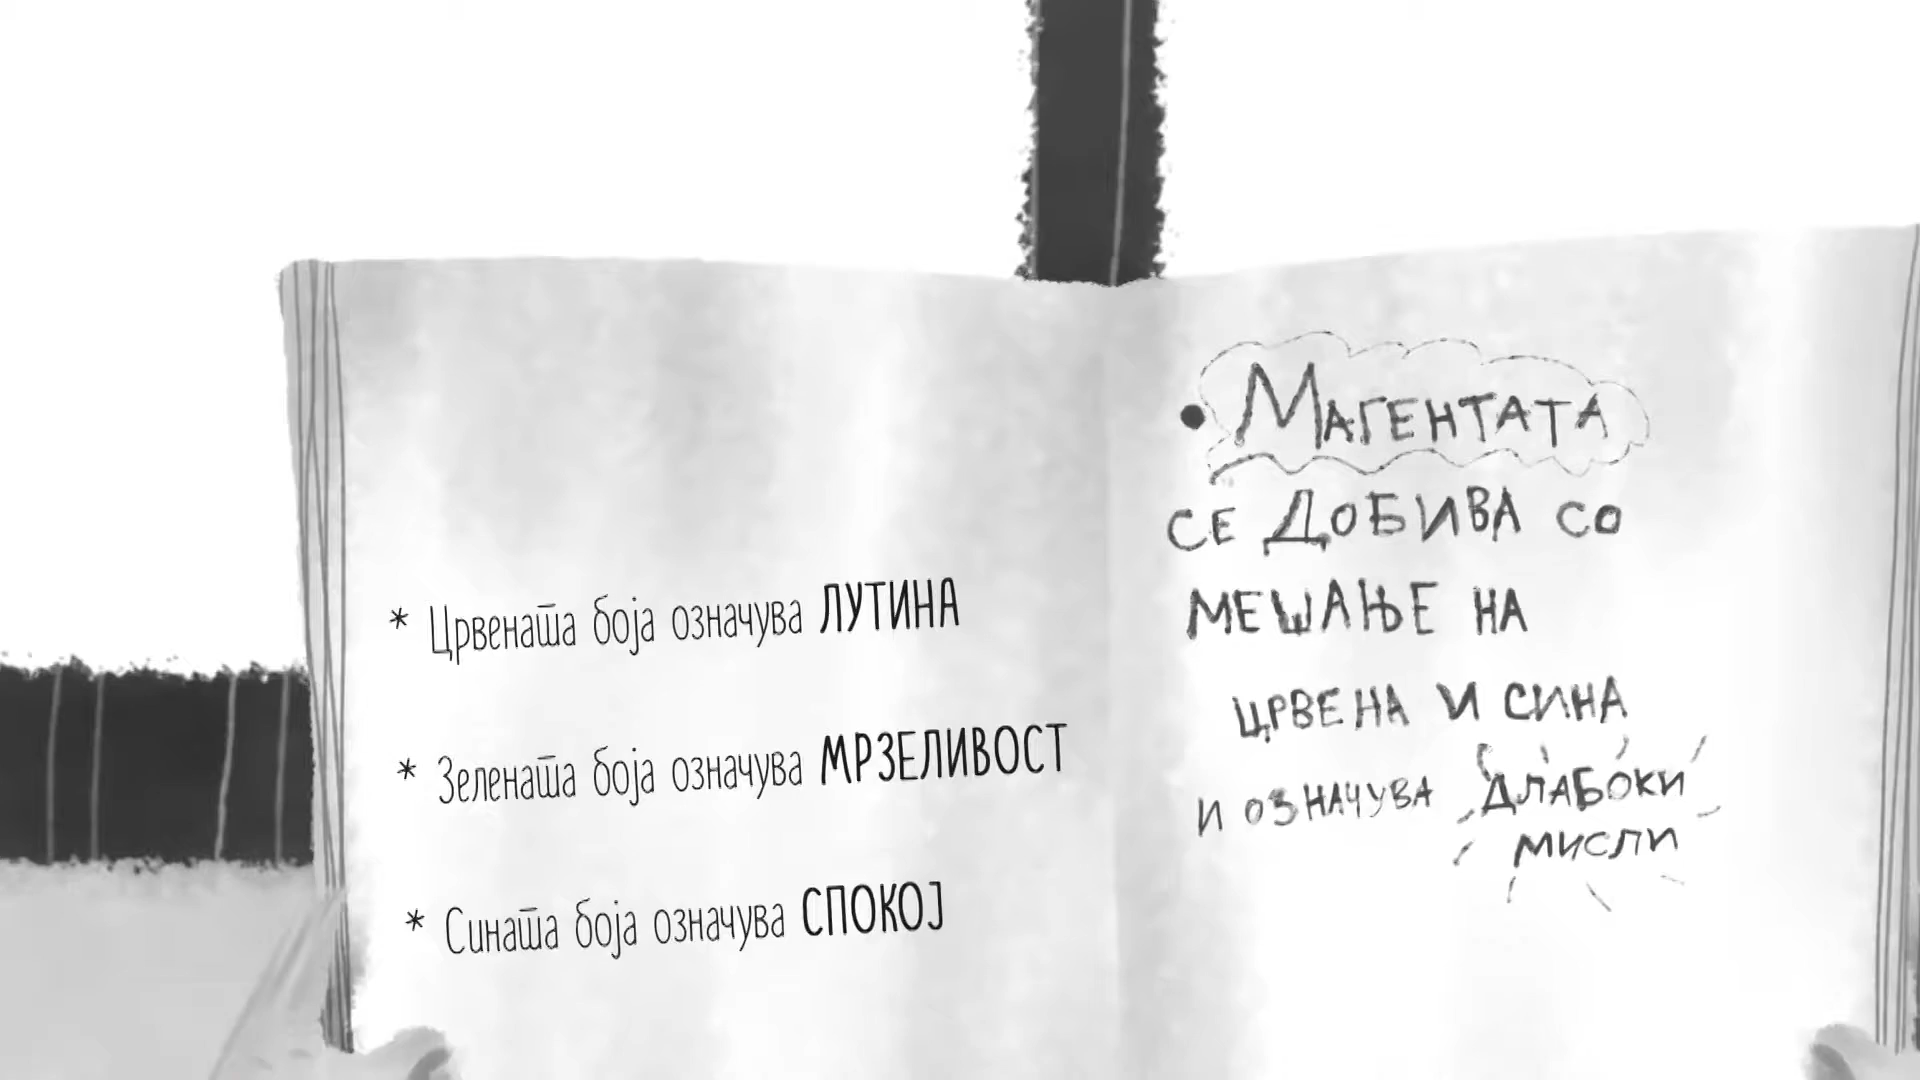 * Црвената боја означува ЛУТИНА
* Зелената боја означува МРЗЕЛИВОСТ
* Сината боја означува СПОКОЈ
• МАГЕНТАТА
СЕ ДОБИВА СО
МЕШАЊЕ НА
ЦРВЕНА И СИНА
И ОЗНАЧУВА ДЛАБОКИ
МИСЛИ